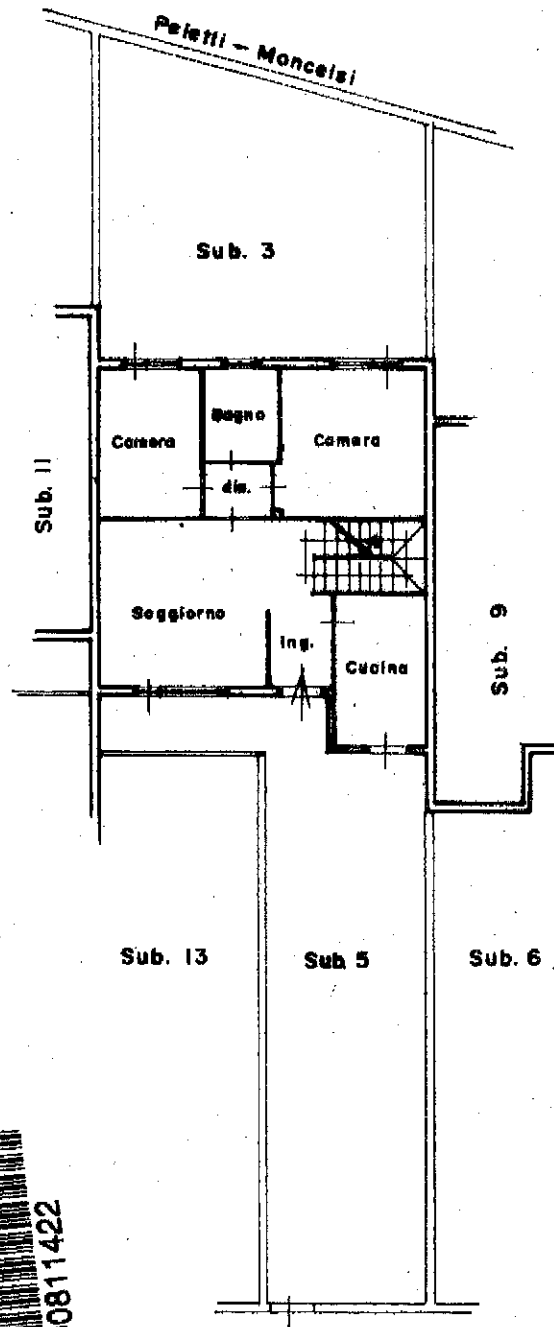 Peletti - Moncelsi
Sub. 3
Bagno
Camera
Camera
dis.
Sub. 11
Soggiorno
ing.
Cucina
Sub. 9
Sub. 13
Sub. 5
Sub. 6
0811422